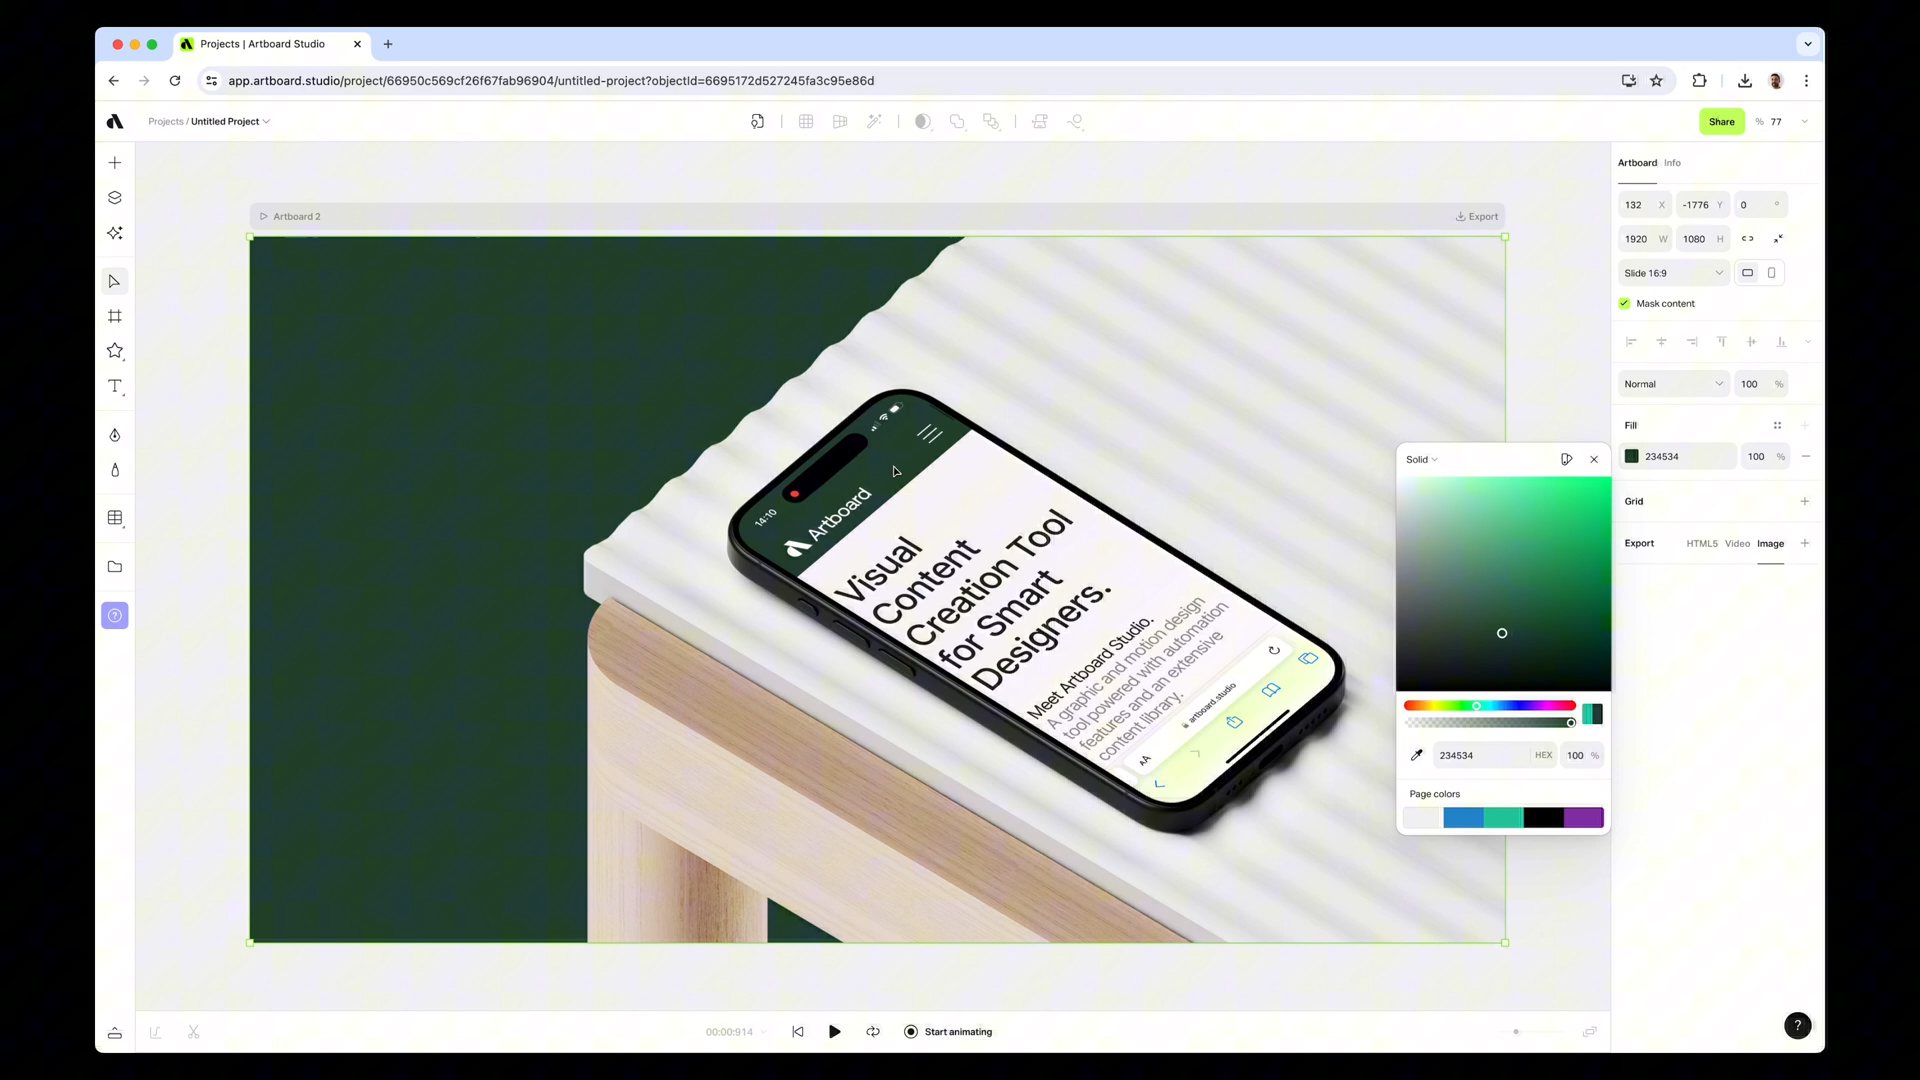 Projects | Artboard Studio
app.artboard.studio/project/66950c569cf26f67fab96904/untitled-project?objectId=6695172d527245fa3c95e86d
Projects / Untitled Project
Share
% 77
Artboard Info
132 X -1776 Y 0 °
1920 W 1080 H
Slide 16:9
Mask content
Normal 100 %
Fill
234534 100 %
Grid
Export HTML5 Video Image
Artboard 2
Export
14:10
Artboard
Visual
Content
Creation Tool
for Smart
Designers.
Meet Artboard Studio.
A graphic and motion design
tool powered with automation
features and an extensive
content library.
AA
artboard.studio
Solid
234534 HEX 100 %
Page colors
00:00:914
Start animating
?